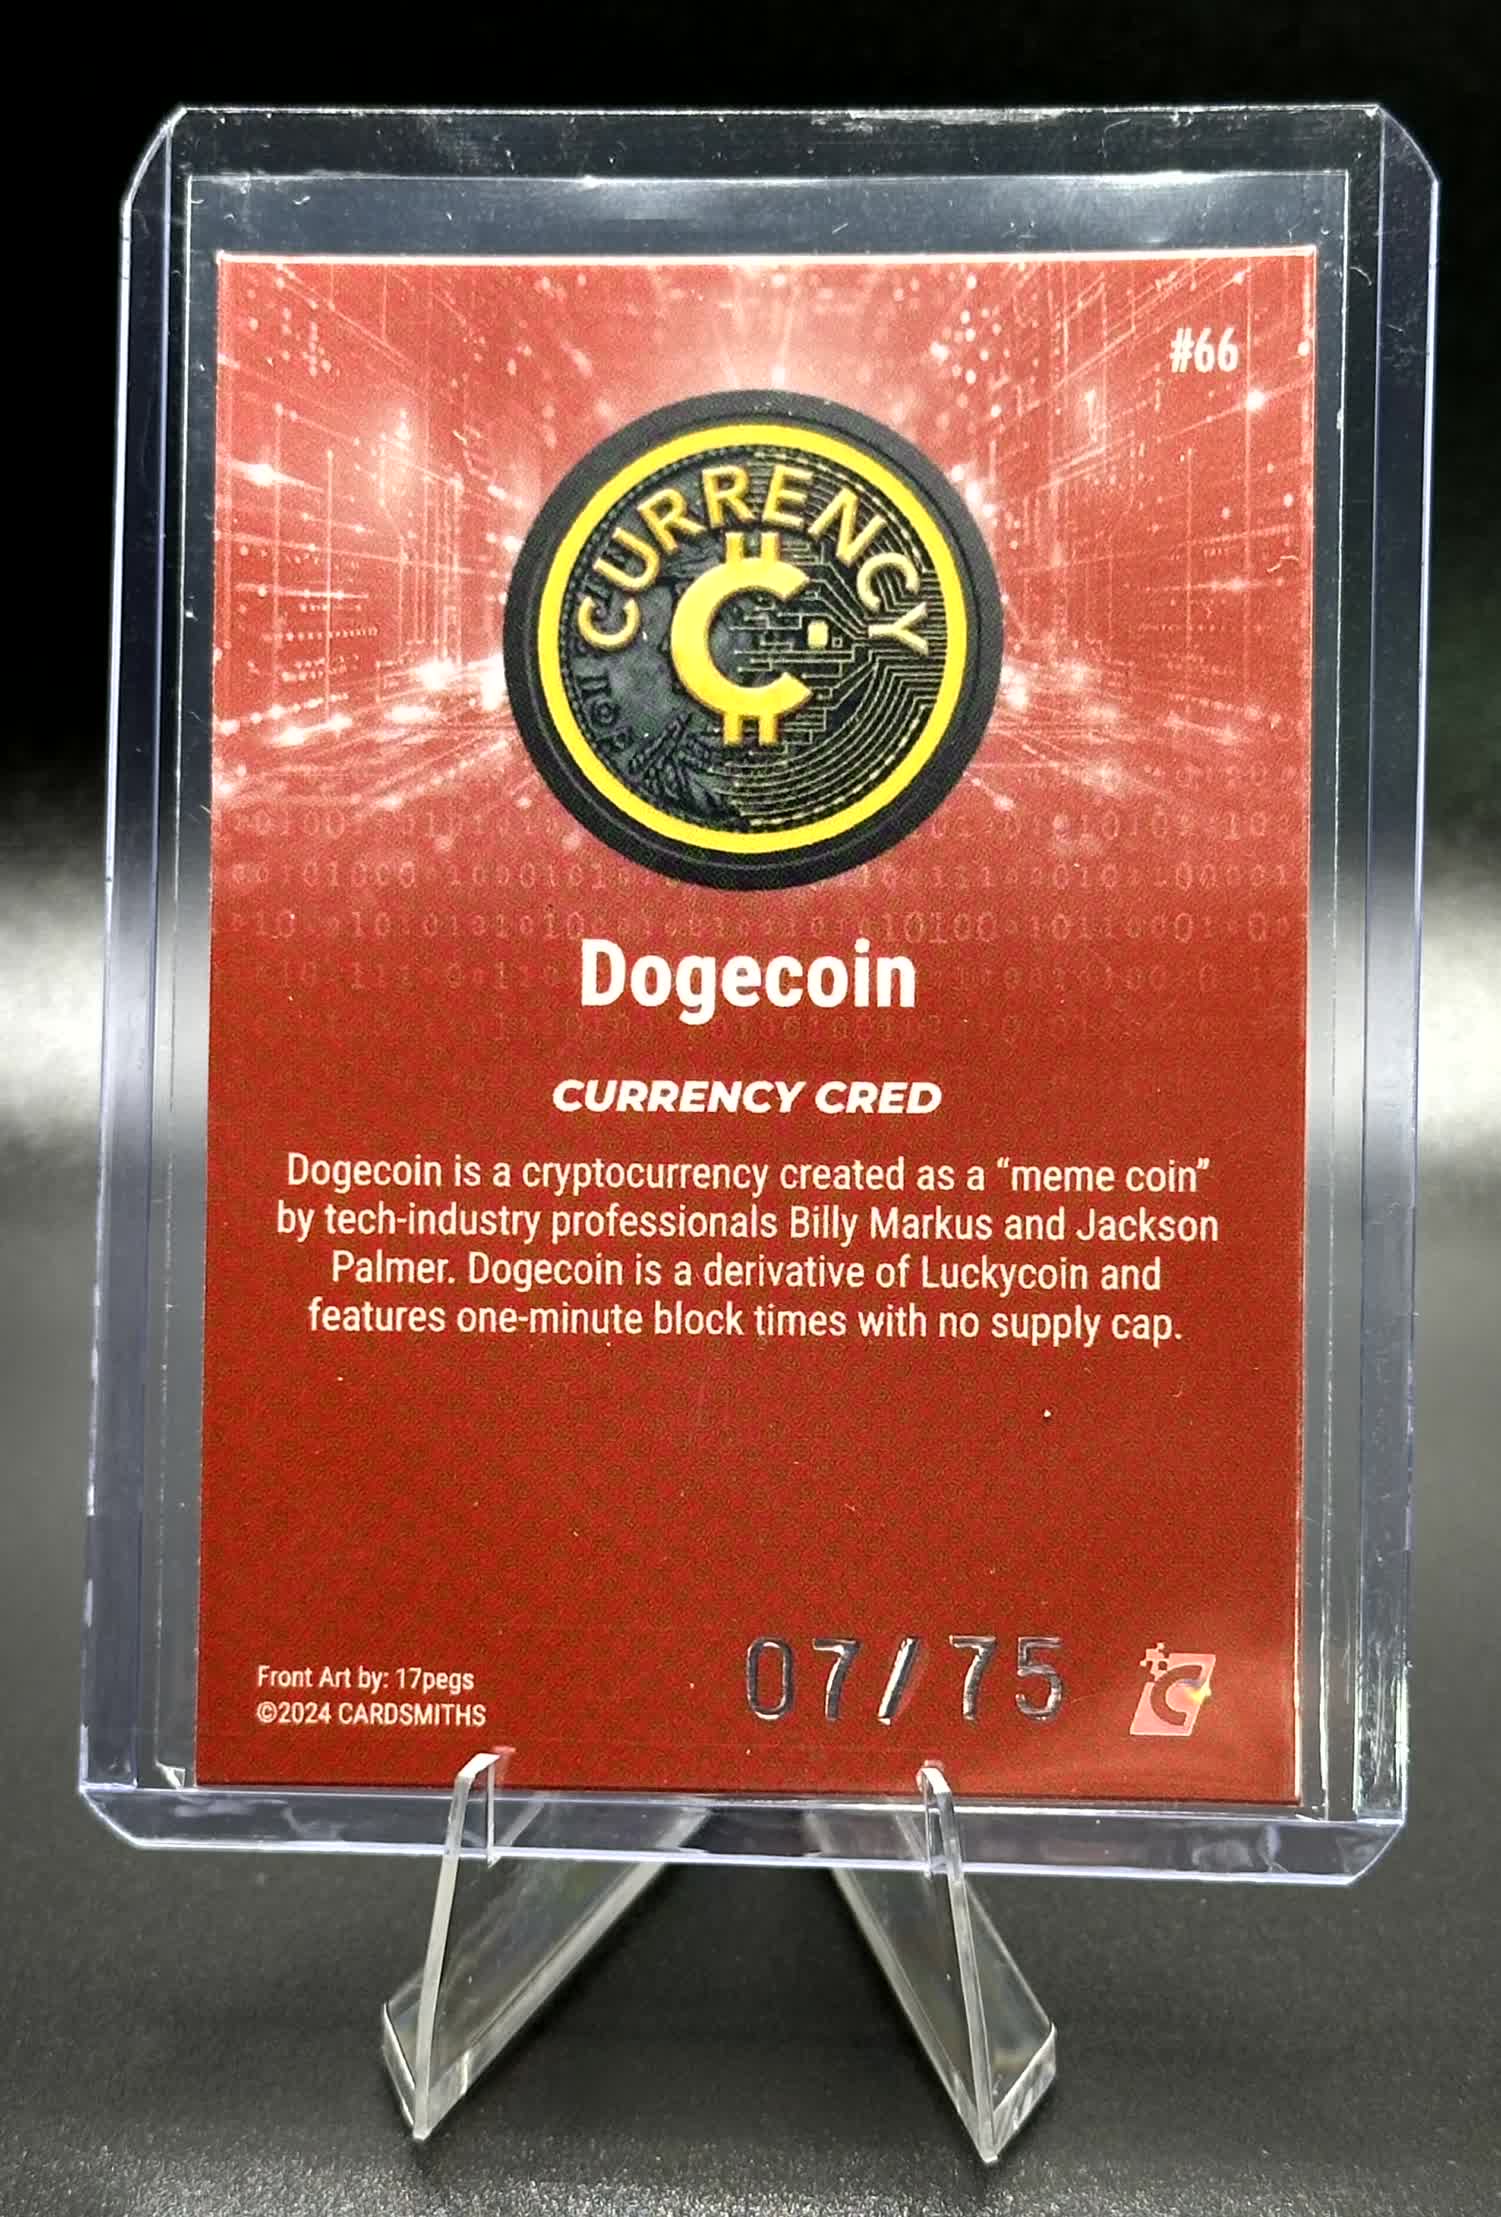 #66
CURRENCY
Dogecoin
CURRENCY CRED
Dogecoin is a cryptocurrency created as a “meme coin”
by tech-industry professionals Billy Markus and Jackson
Palmer. Dogecoin is a derivative of Luckycoin and
features one-minute block times with no supply cap.
07/75
Front Art by: 17pegs
©2024 CARDSMITHS